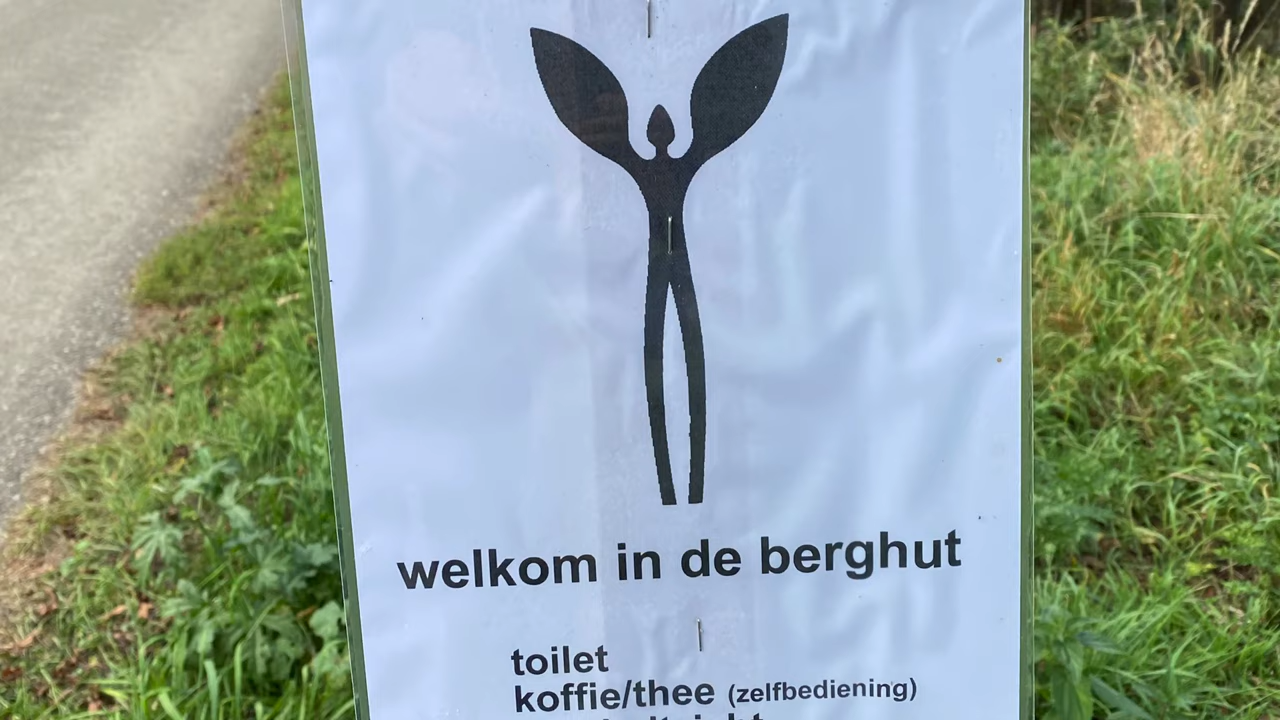 welkom in de berghut
toilet
koffie/thee (zelfbediening)